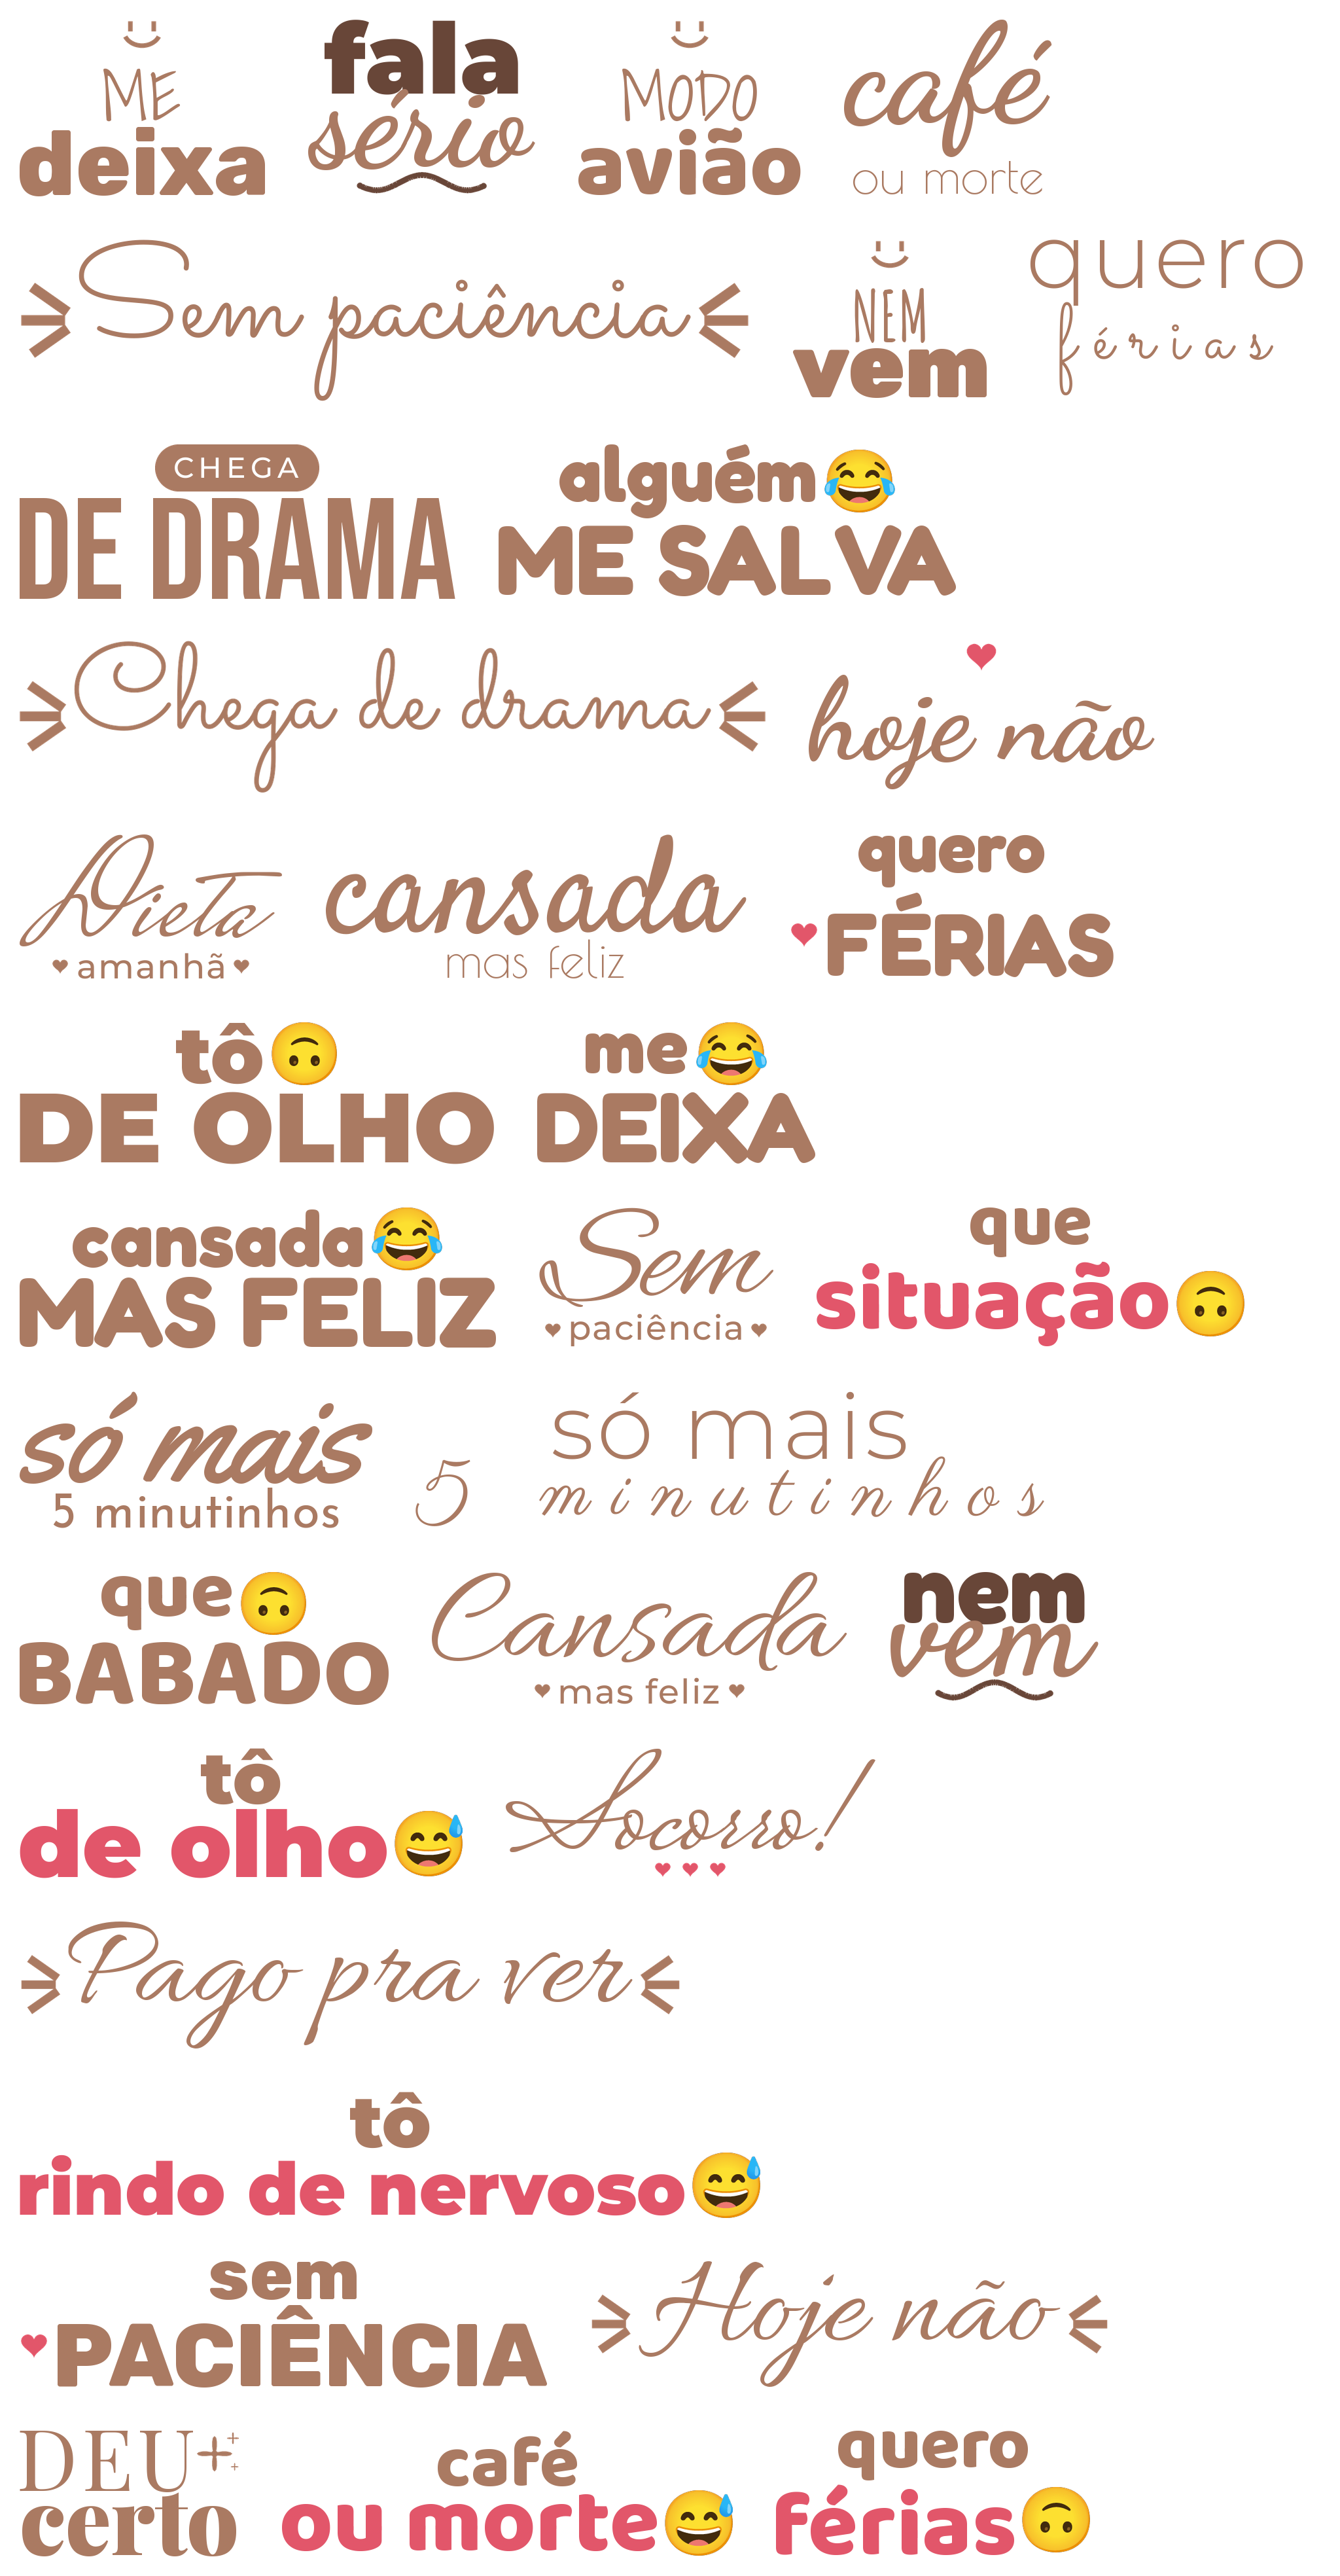 ME
deixa
fala
sério
MODO
avião
café
ou morte
Sem paciência
NEM
vem
quero
férias
CHEGA
DE DRAMA
alguém😂
ME SALVA
Chega de drama
hoje não
Dieta
amanhã
cansada
mas feliz
quero
FÉRIAS
tô🙃
DE OLHO
me😂
DEIXA
cansada😂
MAS FELIZ
Sem
paciência
que
situação🙃
só mais
5 minutinhos
só mais
5 minutinhos
que🙃
BABADO
Cansada
mas feliz
nem
vem
tô
de olho😅
Socorro!
Pago pra ver
tô
rindo de nervoso😅
sem
PACIÊNCIA
Hoje não
DEU
certo
café
ou morte😅
quero
férias🙃